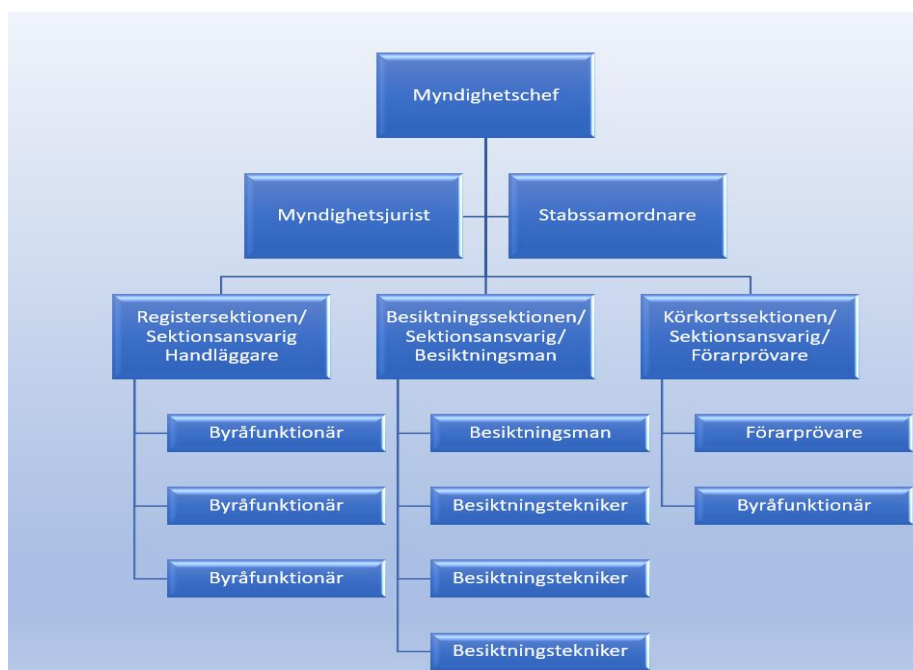 Myndighetschef
Myndighetsjurist
Stabssamordnare
Registersektionen/
Sektionsansvarig
Handläggare
Byråfunktionär
Byråfunktionär
Byråfunktionär
Besiktningssektionen/
Sektionsansvarig/
Besiktningsman
Besiktningsman
Besiktningstekniker
Besiktningstekniker
Besiktningstekniker
Körkortssektionen/
Sektionsansvarig/
Förarprövare
Förarprövare
Byråfunktionär